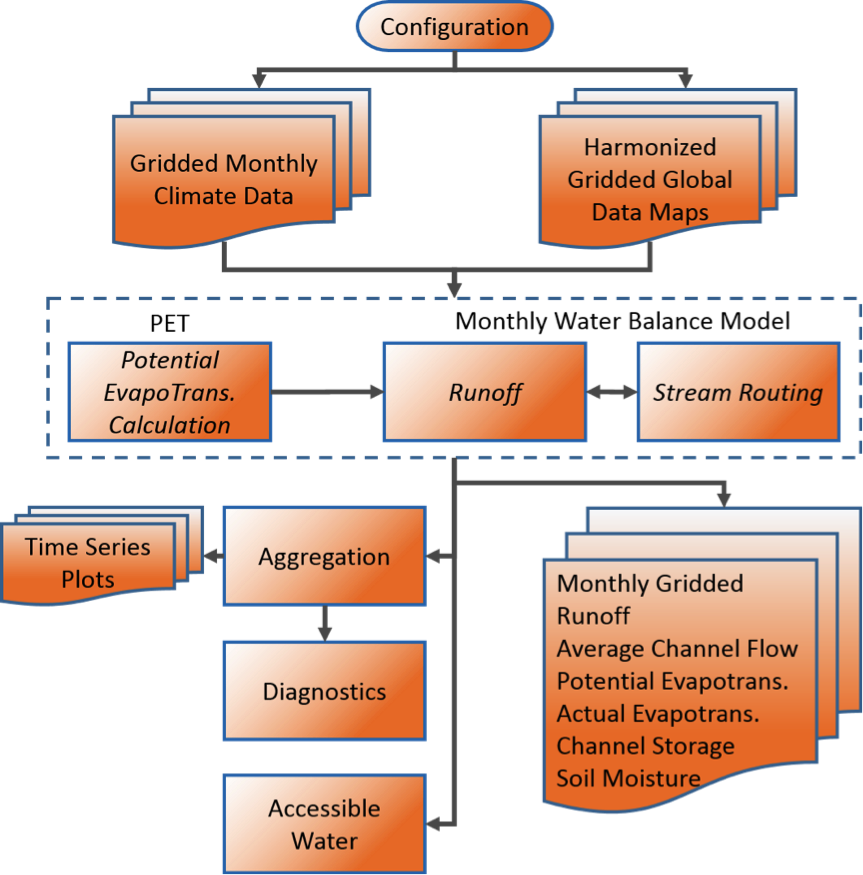 Configuration
Gridded Monthly
Climate Data
Harmonized
Gridded Global
Data Maps
PET
Monthly Water Balance Model
Potential
EvapoTrans.
Calculation
Runoff
Stream Routing
Time Series
Plots
Aggregation
Diagnostics
Accessible
Water
Monthly Gridded
Runoff
Average Channel Flow
Potential Evapotrans.
Actual Evapotrans.
Channel Storage
Soil Moisture